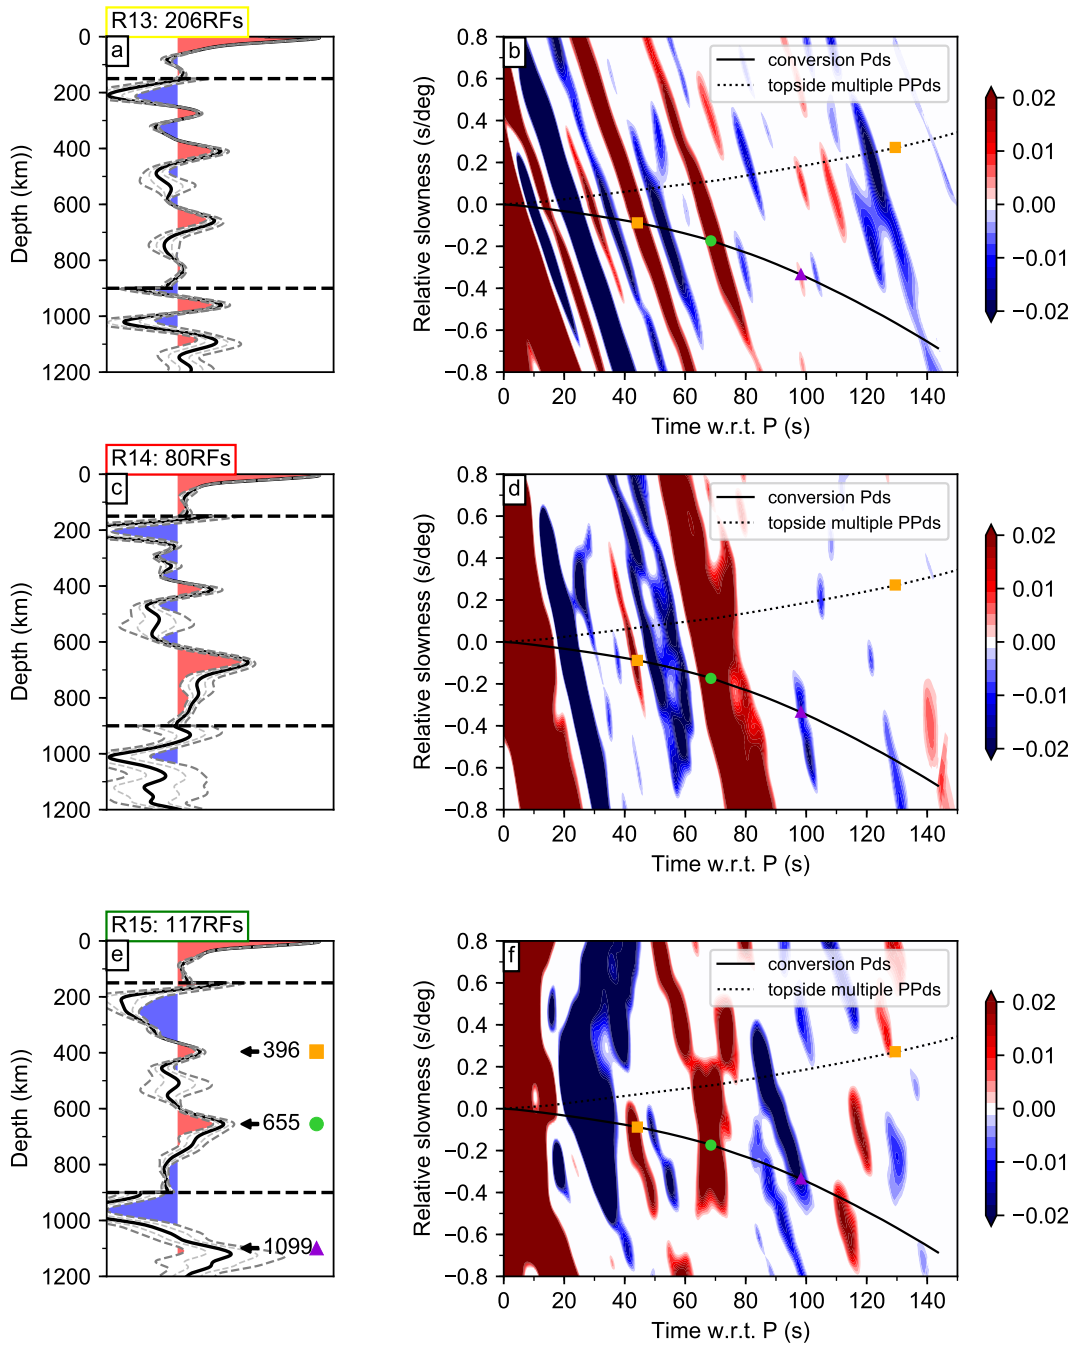 R13: 206RFs
a
0
200
400
600
800
1000
1200
Depth (km))
b
conversion Pds
topside multiple PPds
0.8
0.6
0.4
0.2
0.0
−0.2
−0.4
−0.6
−0.8
Relative slowness (s/deg)
0 20 40 60 80 100 120 140
Time w.r.t. P (s)
0.02
0.01
0.00
−0.01
−0.02
R14: 80RFs
c
0
200
400
600
800
1000
1200
Depth (km))
d
conversion Pds
topside multiple PPds
0.8
0.6
0.4
0.2
0.0
−0.2
−0.4
−0.6
−0.8
Relative slowness (s/deg)
0 20 40 60 80 100 120 140
Time w.r.t. P (s)
0.02
0.01
0.00
−0.01
−0.02
R15: 117RFs
e
0
200
400
600
800
1000
1200
Depth (km))
396
655
1099
f
conversion Pds
topside multiple PPds
0.8
0.6
0.4
0.2
0.0
−0.2
−0.4
−0.6
−0.8
Relative slowness (s/deg)
0 20 40 60 80 100 120 140
Time w.r.t. P (s)
0.02
0.01
0.00
−0.01
−0.02